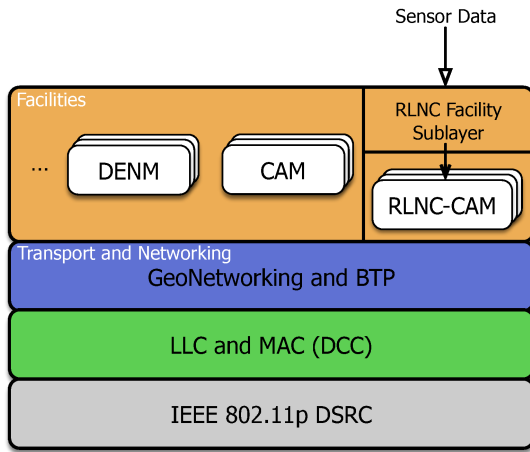 Sensor Data
Facilities
RLNC Facility
Sublayer
...
DENM
CAM
RLNC-CAM
Transport and Networking
GeoNetworking and BTP
LLC and MAC (DCC)
IEEE 802.11p DSRC